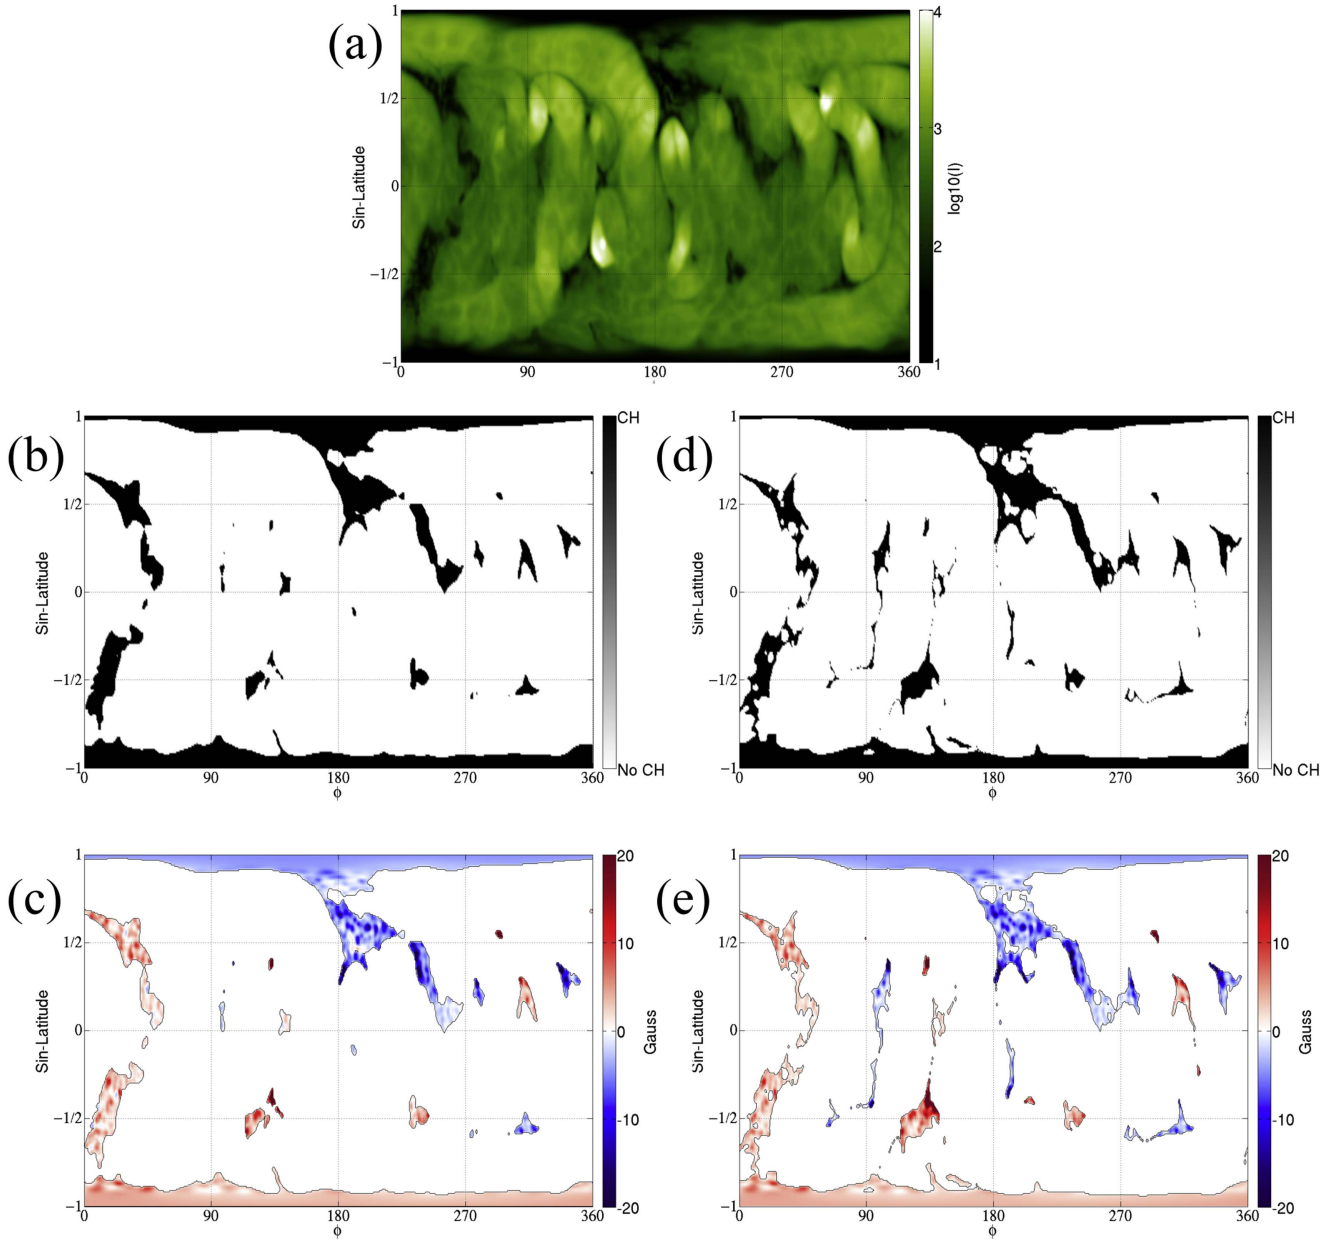 (a)
1
1/2
0
−1/2
−1
Sin-Latitude
0 90 180 270 360
4
3
2
1
log10(I)
(b)
1
1/2
0
−1/2
−1
Sin-Latitude
0 90 180 270 360
ϕ
CH
No CH
(d)
1
1/2
0
−1/2
−1
Sin-Latitude
0 90 180 270 360
ϕ
CH
No CH
(c)
1
1/2
0
−1/2
−1
Sin-Latitude
0 90 180 270 360
ϕ
20
10
0
-10
-20
Gauss
(e)
1
1/2
0
−1/2
−1
Sin-Latitude
0 90 180 270 360
ϕ
20
10
0
-10
-20
Gauss